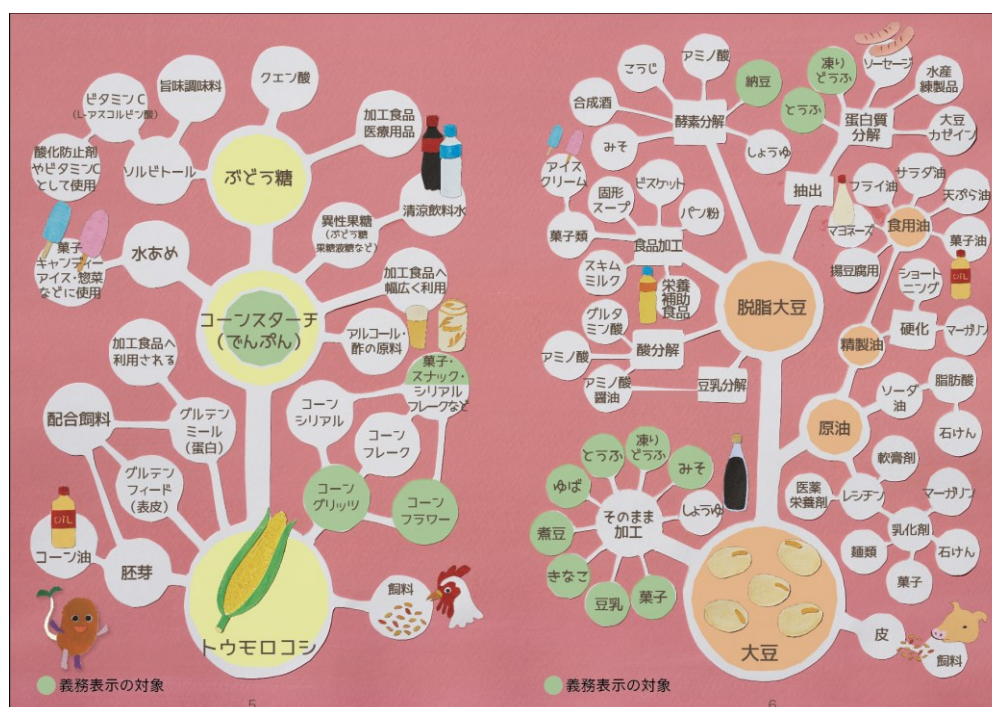 クエン酸
旨味調味料
ビタミンC
(L-アスコルビン酸)
加工食品
医療用品
酸化防止剤
やビタミンC
として使用
ソルビトール
ぶどう糖
清涼飲料水
異性果糖
(ぶどう糖
果糖液糖など)
菓子
キャンディー
アイス・惣菜
などに使用
水あめ
加工食品へ
幅広く利用
コーンスターチ
(でんぷん)
アルコール・
酢の原料
加工食品へ
利用される
菓子・
スナック・
シリアル
フレークなど
配合飼料
グルテン
ミール
(蛋白)
コーン
シリアル
コーン
フレーク
グルテン
フィード
(表皮)
コーン
グリッツ
コーン
フラワー
OIL
コーン油
胚芽
飼料
トウモロコシ
義務表示の対象
5
アミノ酸
こうじ
合成酒
みそ
酵素分解
納豆
しょうゆ
凍り
どうふ
とうふ
ソーセージ
水産
練製品
蛋白質
分解
大豆
カゼイン
抽出
アイス
クリーム
固形
スープ
ビスケット
パン粉
菓子類
食品加工
スキム
ミルク
栄養
補助
食品
フライ油
サラダ油
天ぷら油
マヨネーズ
食用油
菓子油
揚豆腐用
OIL
ショート
ニング
硬化
マーガリン
脱脂大豆
グルタ
ミン酸
アミノ酸
酸分解
アミノ酸
醤油
豆乳分解
精製油
原油
ソーダ
油
脂肪酸
石けん
軟膏剤
医薬
栄養剤
レシチン
マーガリン
乳化剤
麺類
石けん
菓子
とうふ
凍り
どうふ
みそ
ゆば
しょうゆ
そのまま
加工
煮豆
きなこ
豆乳
菓子
大豆
皮
飼料
義務表示の対象
6